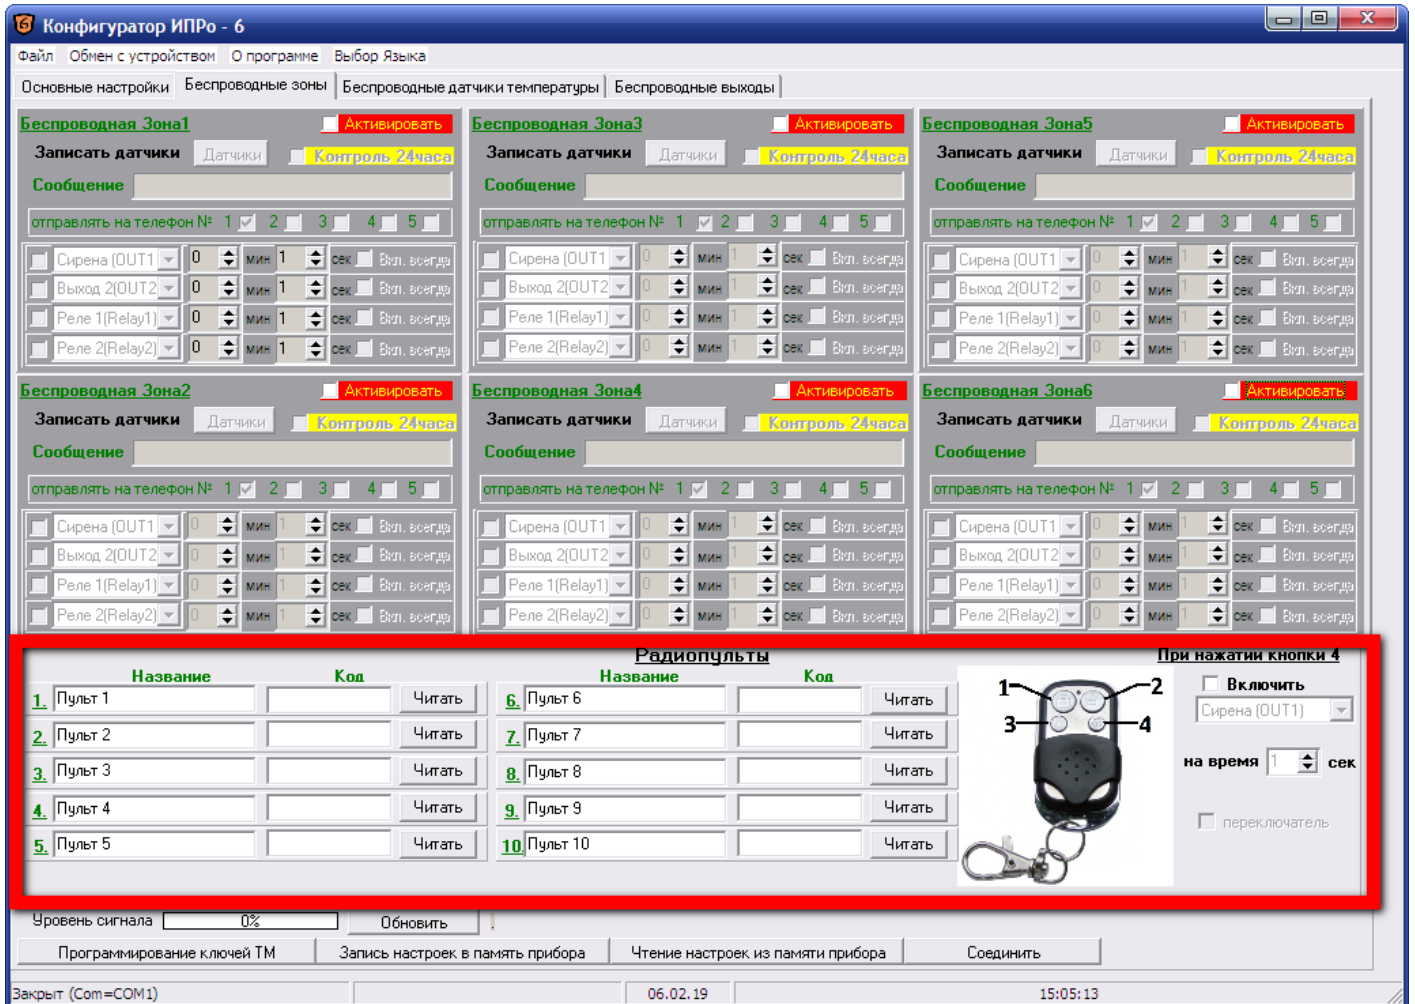 Конфигуратор ИПРо - 6
Файл Обмен с устройством О программе Выбор Языка
Основные настройки Беспроводные зоны Беспроводные датчики температуры Беспроводные выходы
Беспроводная Зона1 Активировать Беспроводная Зона3 Активировать Беспроводная Зона5 Активировать
Записать датчики Датчики Контроль 24часа Записать датчики Датчики Контроль 24часа Записать датчики Датчики Контроль 24часа
Сообщение Сообщение Сообщение
отправлять на телефон № 1 2 3 4 5 отправлять на телефон № 1 2 3 4 5 отправлять на телефон № 1 2 3 4 5
Сирена (OUT1 0 мин 1 сек Вкл. всегда Сирена (OUT1 0 мин 1 сек Вкл. всегда Сирена (OUT1 0 мин 1 сек Вкл. всегда
Выход 2(OUT2 0 мин 1 сек Вкл. всегда Выход 2(OUT2 0 мин 1 сек Вкл. всегда Выход 2(OUT2 0 мин 1 сек Вкл. всегда
Реле 1(Relay1) 0 мин 1 сек Вкл. всегда Реле 1(Relay1) 0 мин 1 сек Вкл. всегда Реле 1(Relay1) 0 мин 1 сек Вкл. всегда
Реле 2(Relay2) 0 мин 1 сек Вкл. всегда Реле 2(Relay2) 0 мин 1 сек Вкл. всегда Реле 2(Relay2) 0 мин 1 сек Вкл. всегда
Беспроводная Зона2 Активировать Беспроводная Зона4 Активировать Беспроводная Зона6 Активировать
Записать датчики Датчики Контроль 24часа Записать датчики Датчики Контроль 24часа Записать датчики Датчики Контроль 24часа
Сообщение Сообщение Сообщение
отправлять на телефон № 1 2 3 4 5 отправлять на телефон № 1 2 3 4 5 отправлять на телефон № 1 2 3 4 5
Сирена (OUT1 0 мин 1 сек Вкл. всегда Сирена (OUT1 0 мин 1 сек Вкл. всегда Сирена (OUT1 0 мин 1 сек Вкл. всегда
Выход 2(OUT2 0 мин 1 сек Вкл. всегда Выход 2(OUT2 0 мин 1 сек Вкл. всегда Выход 2(OUT2 0 мин 1 сек Вкл. всегда
Реле 1(Relay1) 0 мин 1 сек Вкл. всегда Реле 1(Relay1) 0 мин 1 сек Вкл. всегда Реле 1(Relay1) 0 мин 1 сек Вкл. всегда
Реле 2(Relay2) 0 мин 1 сек Вкл. всегда Реле 2(Relay2) 0 мин 1 сек Вкл. всегда Реле 2(Relay2) 0 мин 1 сек Вкл. всегда
Радиопульты При нажатии кнопки 4
Название Код Название Код 1 2 Включить
1. Пульт 1 Читать 6. Пульт 6 Читать 3 4 Сирена (OUT1)
2. Пульт 2 Читать 7. Пульт 7 Читать
3. Пульт 3 Читать 8. Пульт 8 Читать на время 1 сек
4. Пульт 4 Читать 9. Пульт 9 Читать переключатель
5. Пульт 5 Читать 10. Пульт 10 Читать
Уровень сигнала 0% Обновить
Программирование ключей ТМ Запись настроек в память прибора Чтение настроек из памяти прибора Соединить
Закрыт (Com=COM1) 06.02.19 15:05:13